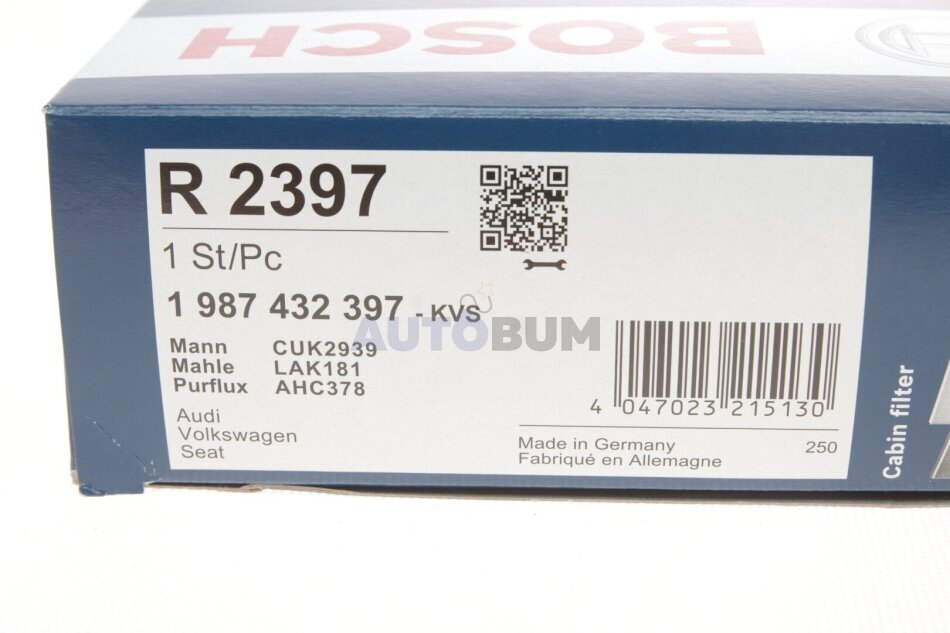 BOSCH
R 2397
1 St/Pc
1 987 432 397 - KVS
AUTOBUM
Mann CUK2939
Mahle LAK181
Purflux AHC378
Audi
Volkswagen
Seat
4 047023 215130
Made in Germany 250
Fabriqué en Allemagne
Cabin filter